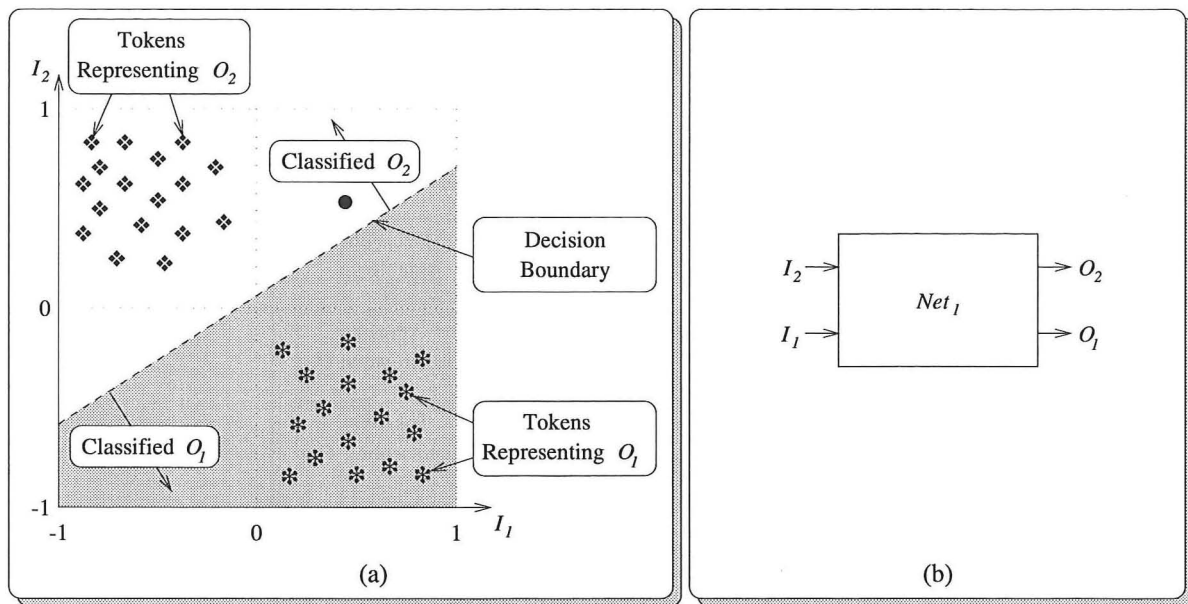 Tokens
Representing O2
I2
1
Classified O2
Decision
Boundary
0
Tokens
Representing O1
Classified O1
-1
-1
0
1
I1
(a)
I2
O2
Net1
I1
O1
(b)